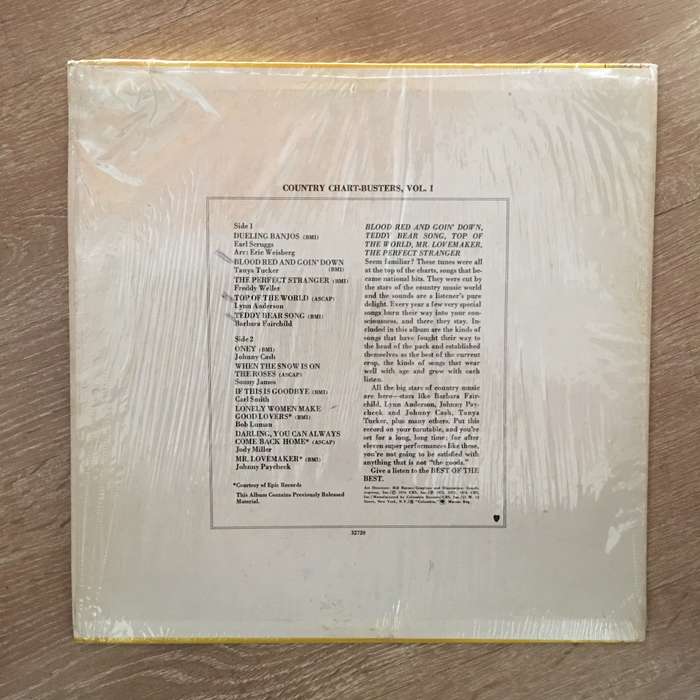 COUNTRY CHART-BUSTERS, VOL. I
Side 1
DUELING BANJOS (BMI)
Earl Scruggs
Arr: Eric Weisberg
BLOOD RED AND GOIN' DOWN
Tanya Tucker (BMI)
THE PERFECT STRANGER (BMI)
Freddy Weller
TOP OF THE WORLD (ASCAP)
Lynn Anderson
TEDDY BEAR SONG (BMI)
Barbara Fairchild
Side 2
ONEY (BMI)
Johnny Cash
WHEN THE SNOW IS ON
THE ROSES (ASCAP)
Sonny James
IF THIS IS GOODBYE (BMI)
Carl Smith
LONELY WOMEN MAKE
GOOD LOVERS* (BMI)
Bob Luman
DARLING, YOU CAN ALWAYS
COME BACK HOME* (ASCAP)
Jody Miller
MR. LOVEMAKER* (BMI)
Johnny Paycheck
*Courtesy of Epic Records
This Album Contains Previously Released
Material.
BLOOD RED AND GOIN' DOWN,
TEDDY BEAR SONG, TOP OF
THE WORLD, MR. LOVEMAKER,
THE PERFECT STRANGER
Seem familiar? These tunes were all
at the top of the charts, songs that be-
came national hits. They were cut by
the stars of the country music world
and the sounds are a listener's pure
delight. Every year a few very special
songs burn their way into your con-
sciousness, and there they stay. In-
cluded in this album are the kinds of
songs that have fought their way to
the head of the pack and established
themselves as the best of the current
crop, the kinds of songs that wear
well with age and grow with each
listen.
All the big stars of country music
are here—stars like Barbara Fair-
child, Lynn Anderson, Johnny Pay-
check and Johnny Cash, Tanya
Tucker, plus many others. Put this
record on your turntable, and you're
set for a long, long time; for after
eleven super performances like these,
you're not going to be satisfied with
anything that is not "the goods."
Give a listen to the BEST OF THE
BEST.
32720